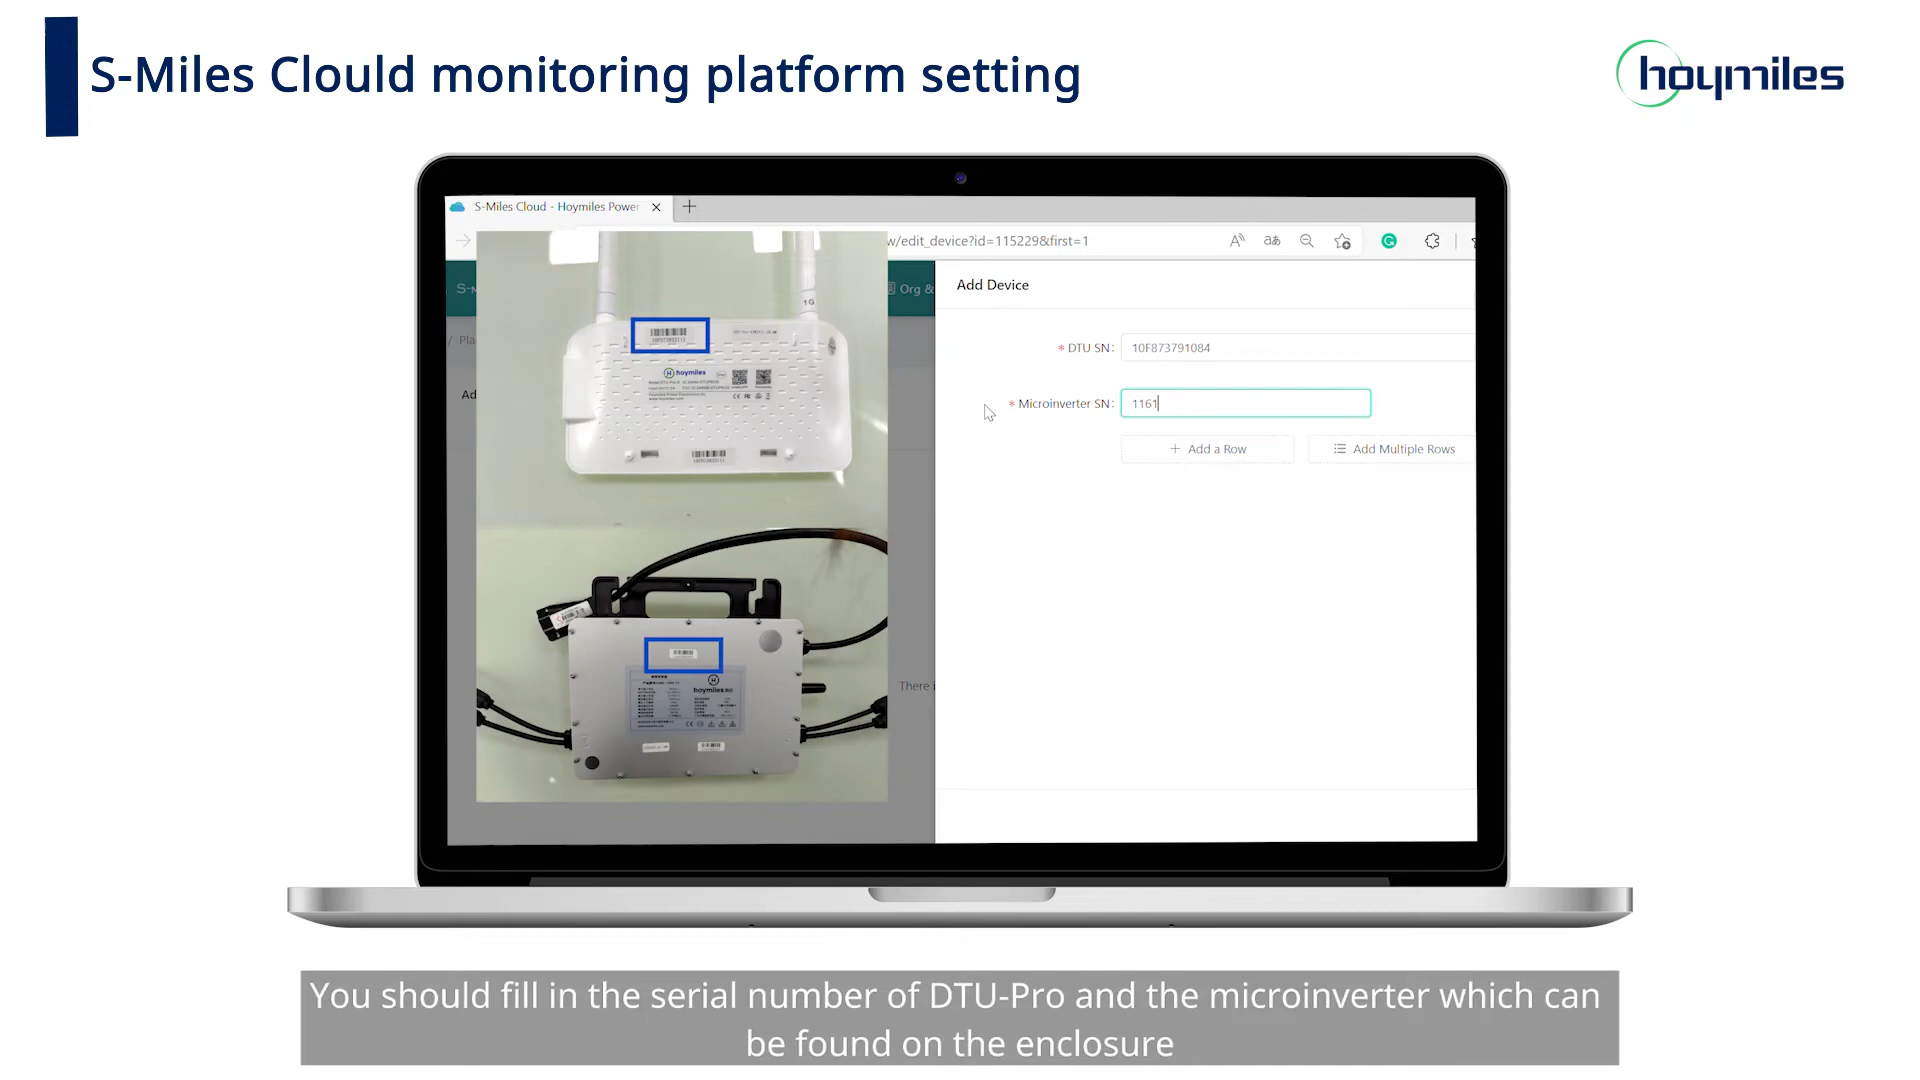 S-Miles Clould monitoring platform setting
hoymiles
S-Miles Cloud - Hoymiles Power
w/edit_device?id=115229&first=1
Org &
Add Device
* DTU SN: 10F873791084
* Microinverter SN: 1161
+ Add a Row
Add Multiple Rows
hoymiles
hoymiles
You should fill in the serial number of DTU-Pro and the microinverter which can
be found on the enclosure